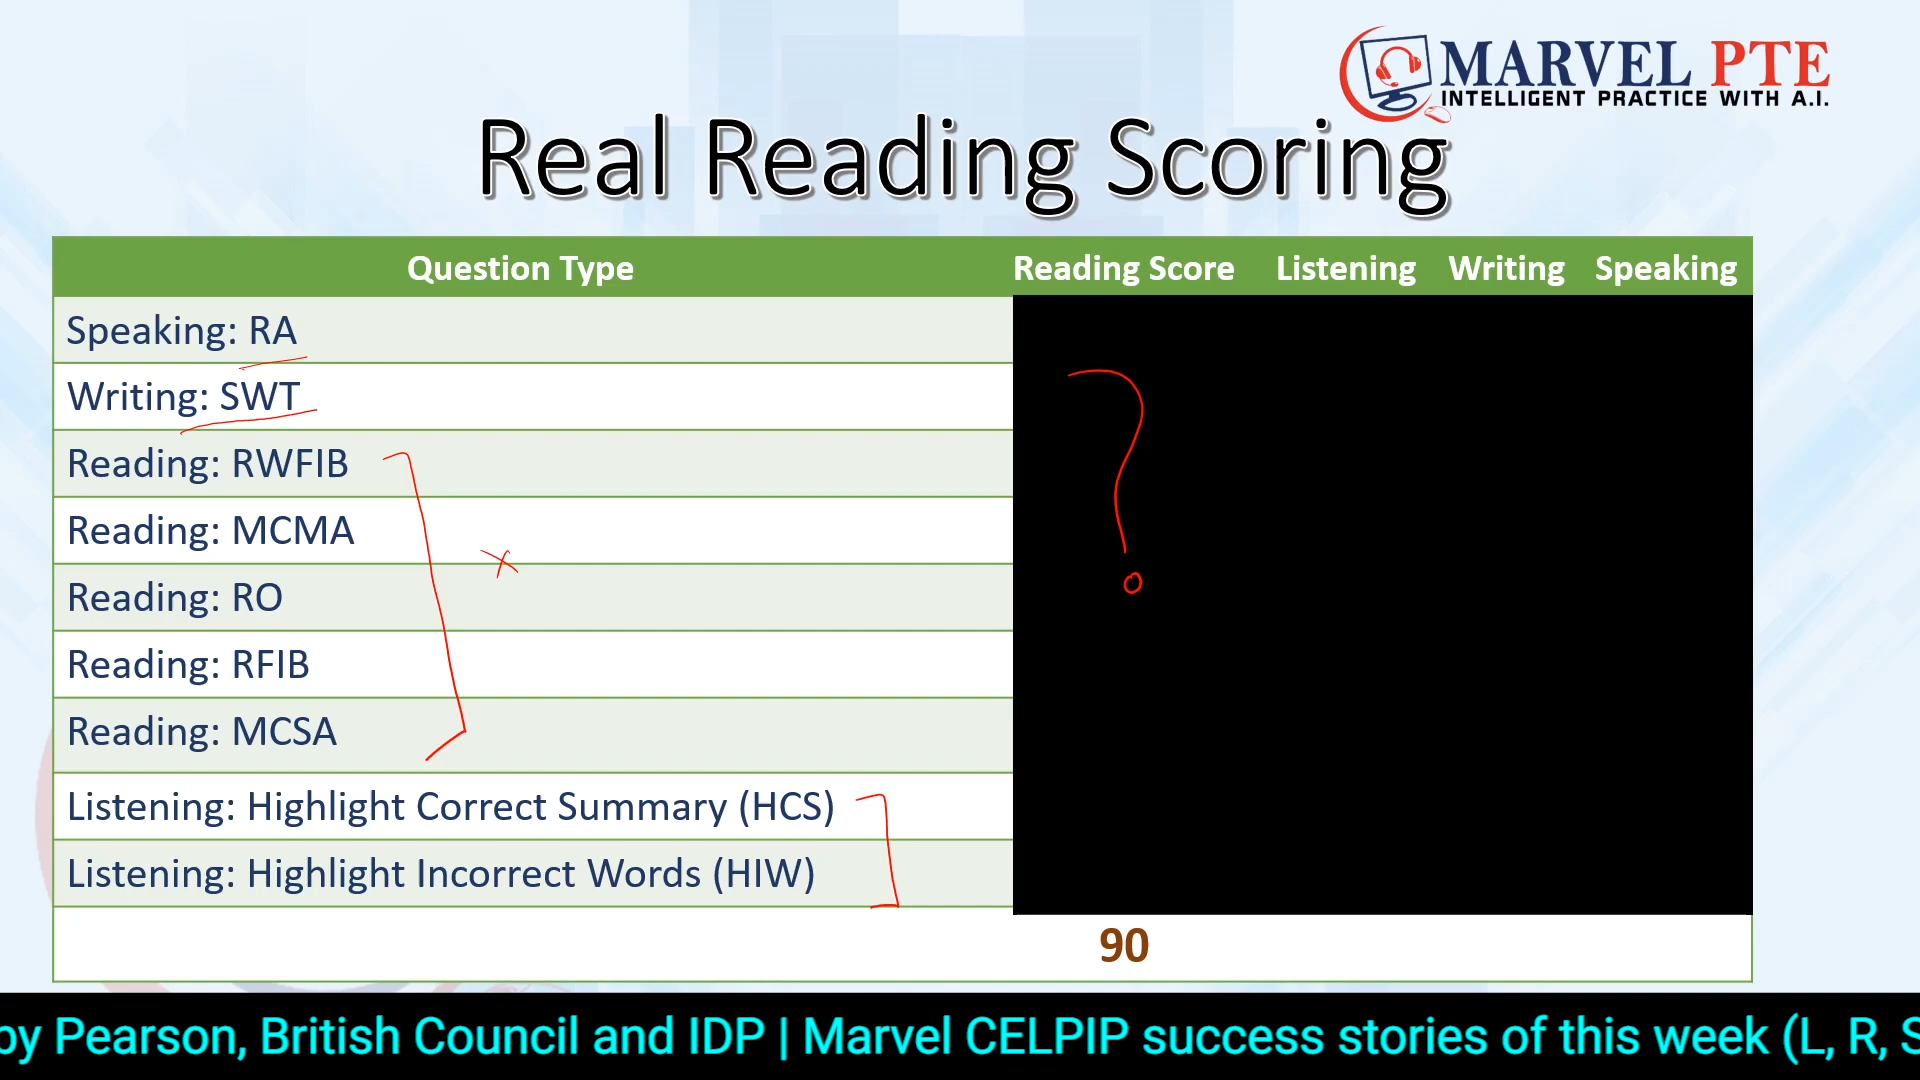 MARVEL PTE
INTELLIGENT PRACTICE WITH A.I.
Real Reading Scoring
Question Type Reading Score Listening Writing Speaking
Speaking: RA
Writing: SWT
Reading: RWFIB
Reading: MCMA
Reading: RO
Reading: RFIB
Reading: MCSA
Listening: Highlight Correct Summary (HCS)
Listening: Highlight Incorrect Words (HIW)
?
90
by Pearson, British Council and IDP | Marvel CELPIP success stories of this week (L, R, S